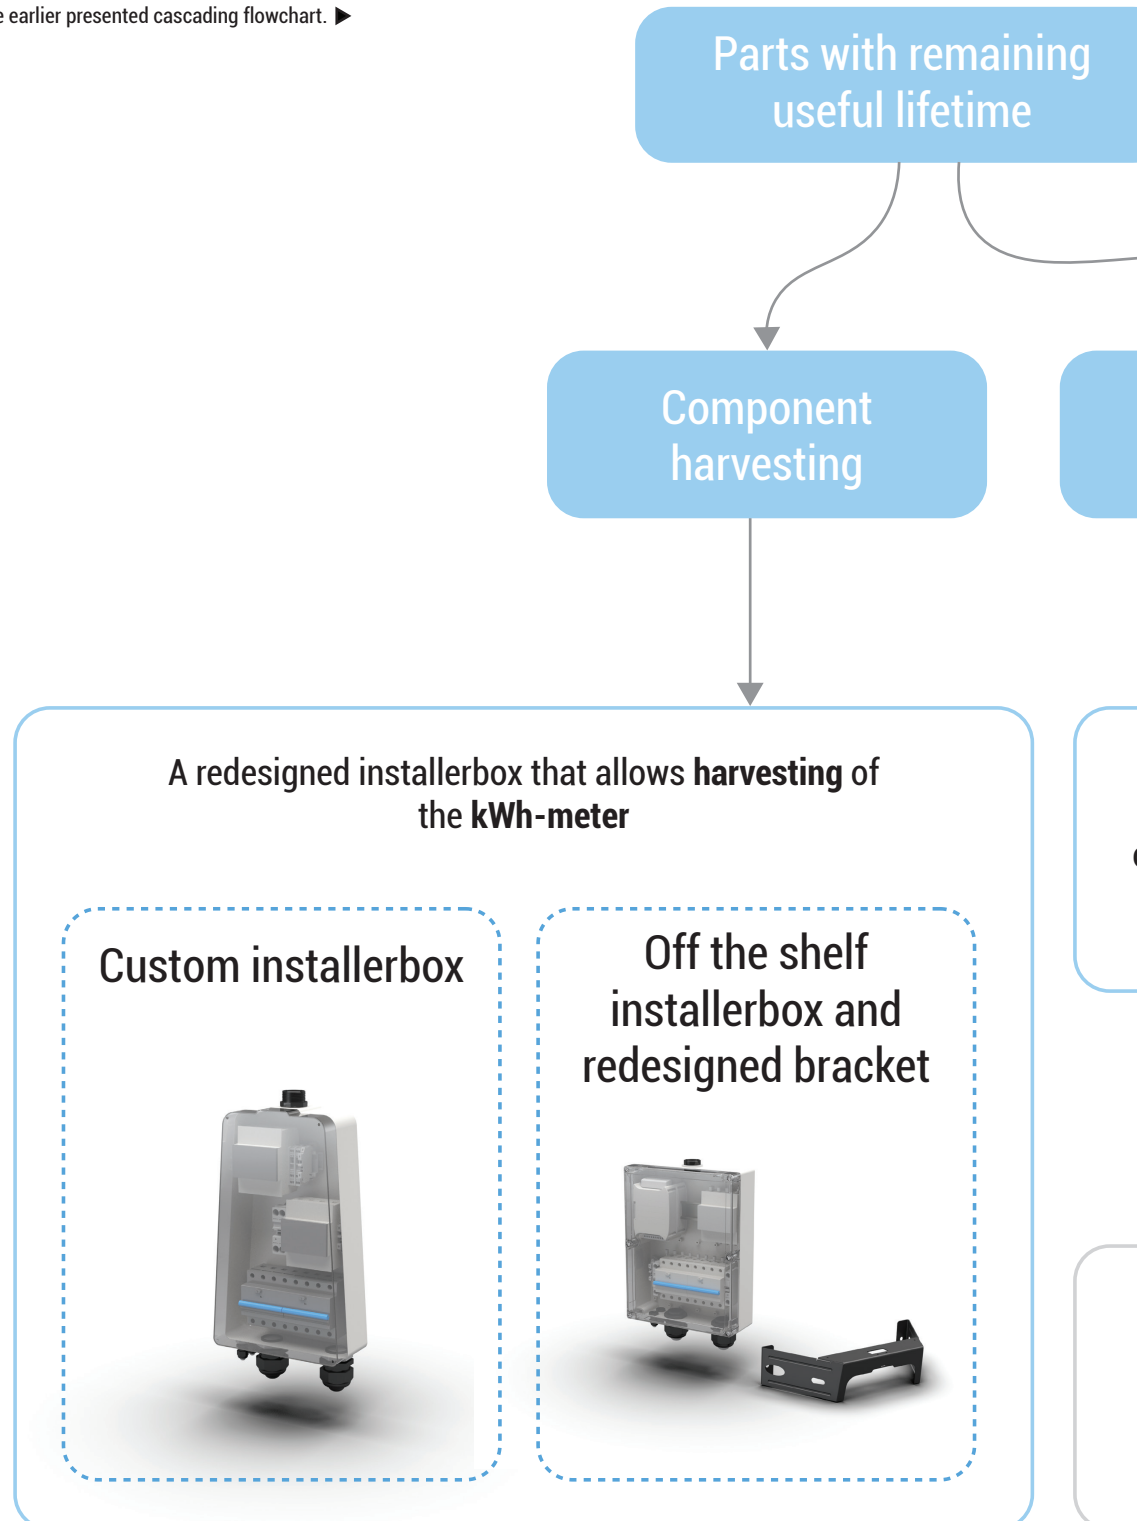 earlier presented cascading flowchart. ▶
Parts with remaining
useful lifetime
Component
harvesting
A redesigned installerbox that allows harvesting of
the kWh-meter
Custom installerbox
Off the shelf
installerbox and
redesigned bracket